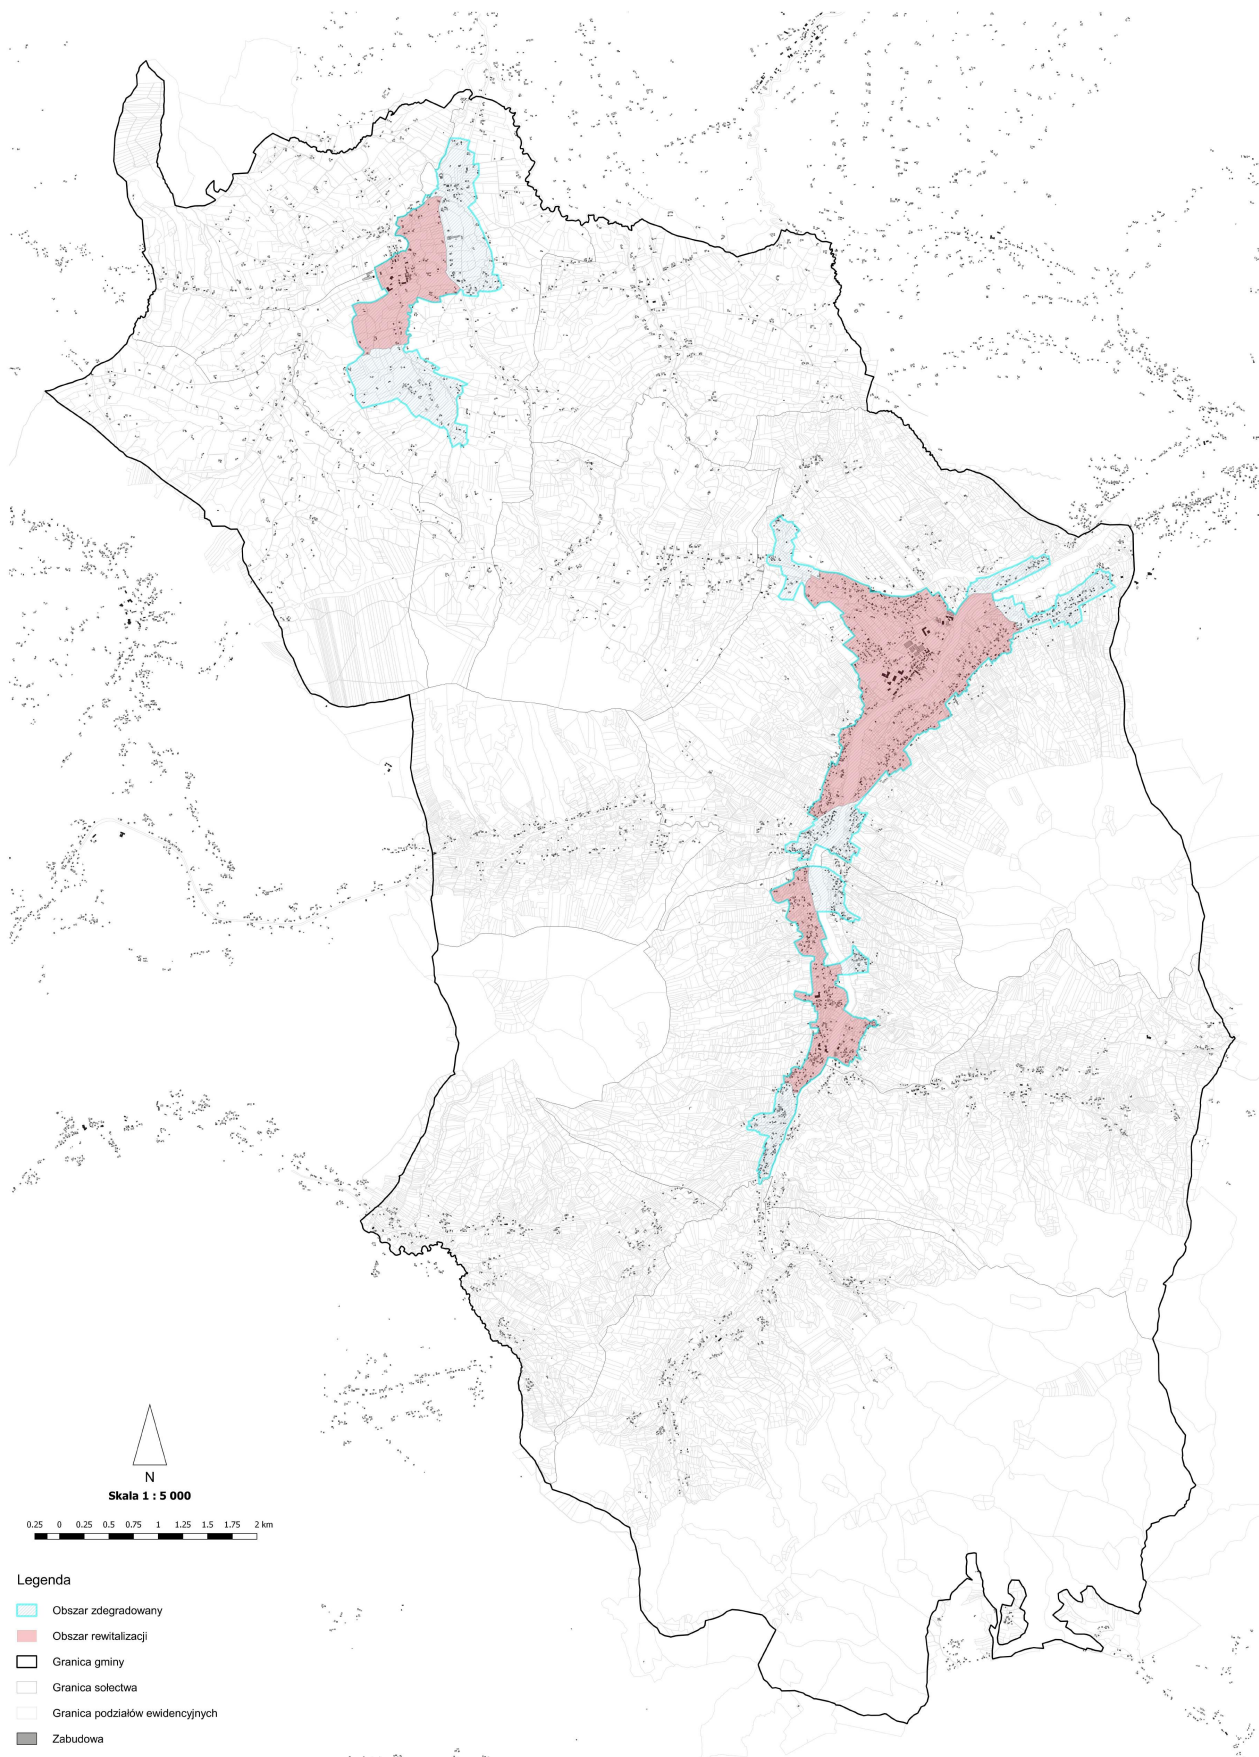 N
Skala 1 : 5 000
0.25 0 0.25 0.5 0.75 1 1.25 1.5 1.75 2 km
Legenda
Obszar zdegradowany
Obszar rewitalizacji
Granica gminy
Granica sołectwa
Granica podziałów ewidencyjnych
Zabudowa